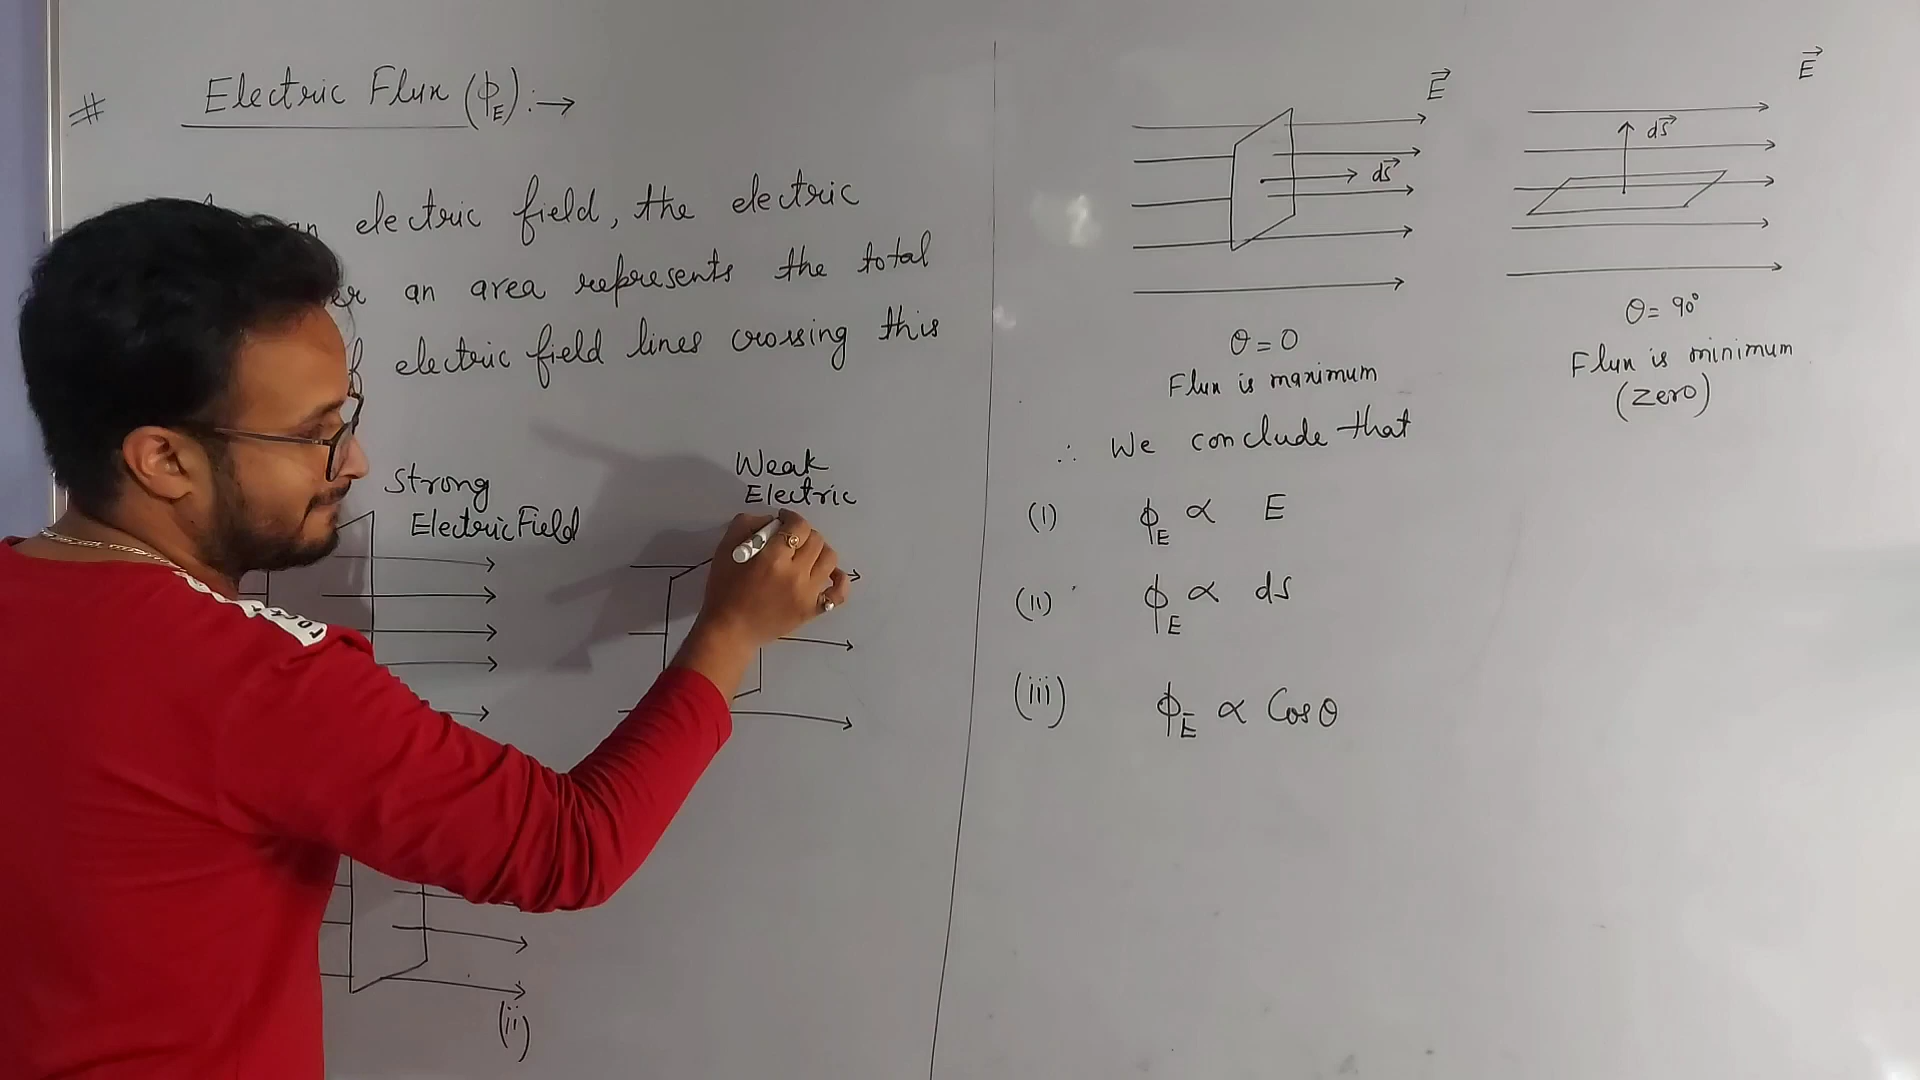 # Electric Flux (ϕE):→
an electric field, the electric
an area represents the total
electric field lines crossing this
Strong
Electric Field
Weak
Electric
(ii)
E⃗
ds⃗
θ = 0
Flux is maximum
E⃗
ds⃗
θ = 90°
Flux is minimum
(Zero)
∴ We conclude that
(I) ϕE ∝ E
(II) ϕE ∝ ds
(iii) ϕE ∝ Cosθ